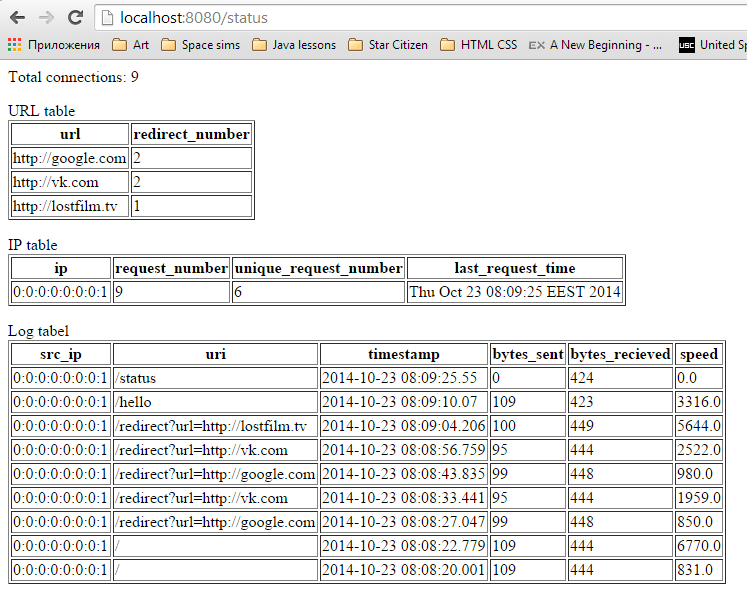 localhost:8080/status
Приложения Art Space sims Java lessons Star Citizen HTML CSS EX A New Beginning - ... USC United Sp
Total connections: 9
URL table
url redirect_number
http://google.com 2
http://vk.com 2
http://lostfilm.tv 1
IP table
ip request_number unique_request_number last_request_time
0:0:0:0:0:0:0:1 9 6 Thu Oct 23 08:09:25 EEST 2014
Log tabel
src_ip uri timestamp bytes_sent bytes_recieved speed
0:0:0:0:0:0:0:1 /status 2014-10-23 08:09:25.55 0 424 0.0
0:0:0:0:0:0:0:1 /hello 2014-10-23 08:09:10.07 109 423 3316.0
0:0:0:0:0:0:0:1 /redirect?url=http://lostfilm.tv 2014-10-23 08:09:04.206 100 449 5644.0
0:0:0:0:0:0:0:1 /redirect?url=http://vk.com 2014-10-23 08:08:56.759 95 444 2522.0
0:0:0:0:0:0:0:1 /redirect?url=http://google.com 2014-10-23 08:08:43.835 99 448 980.0
0:0:0:0:0:0:0:1 /redirect?url=http://vk.com 2014-10-23 08:08:33.441 95 444 1959.0
0:0:0:0:0:0:0:1 /redirect?url=http://google.com 2014-10-23 08:08:27.047 99 448 850.0
0:0:0:0:0:0:0:1 / 2014-10-23 08:08:22.779 109 444 6770.0
0:0:0:0:0:0:0:1 / 2014-10-23 08:08:20.001 109 444 831.0